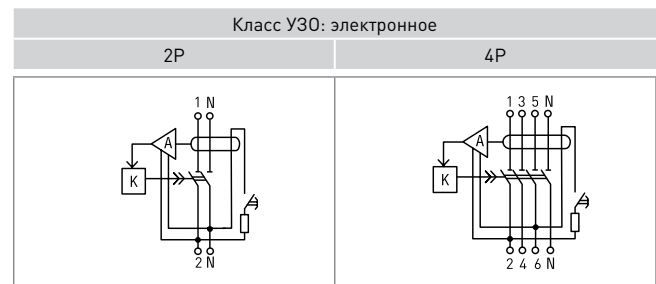 Класс УЗО: электронное
2P 4P
1 N
A
K
2 N
1 3 5 N
A
K
2 4 6 N